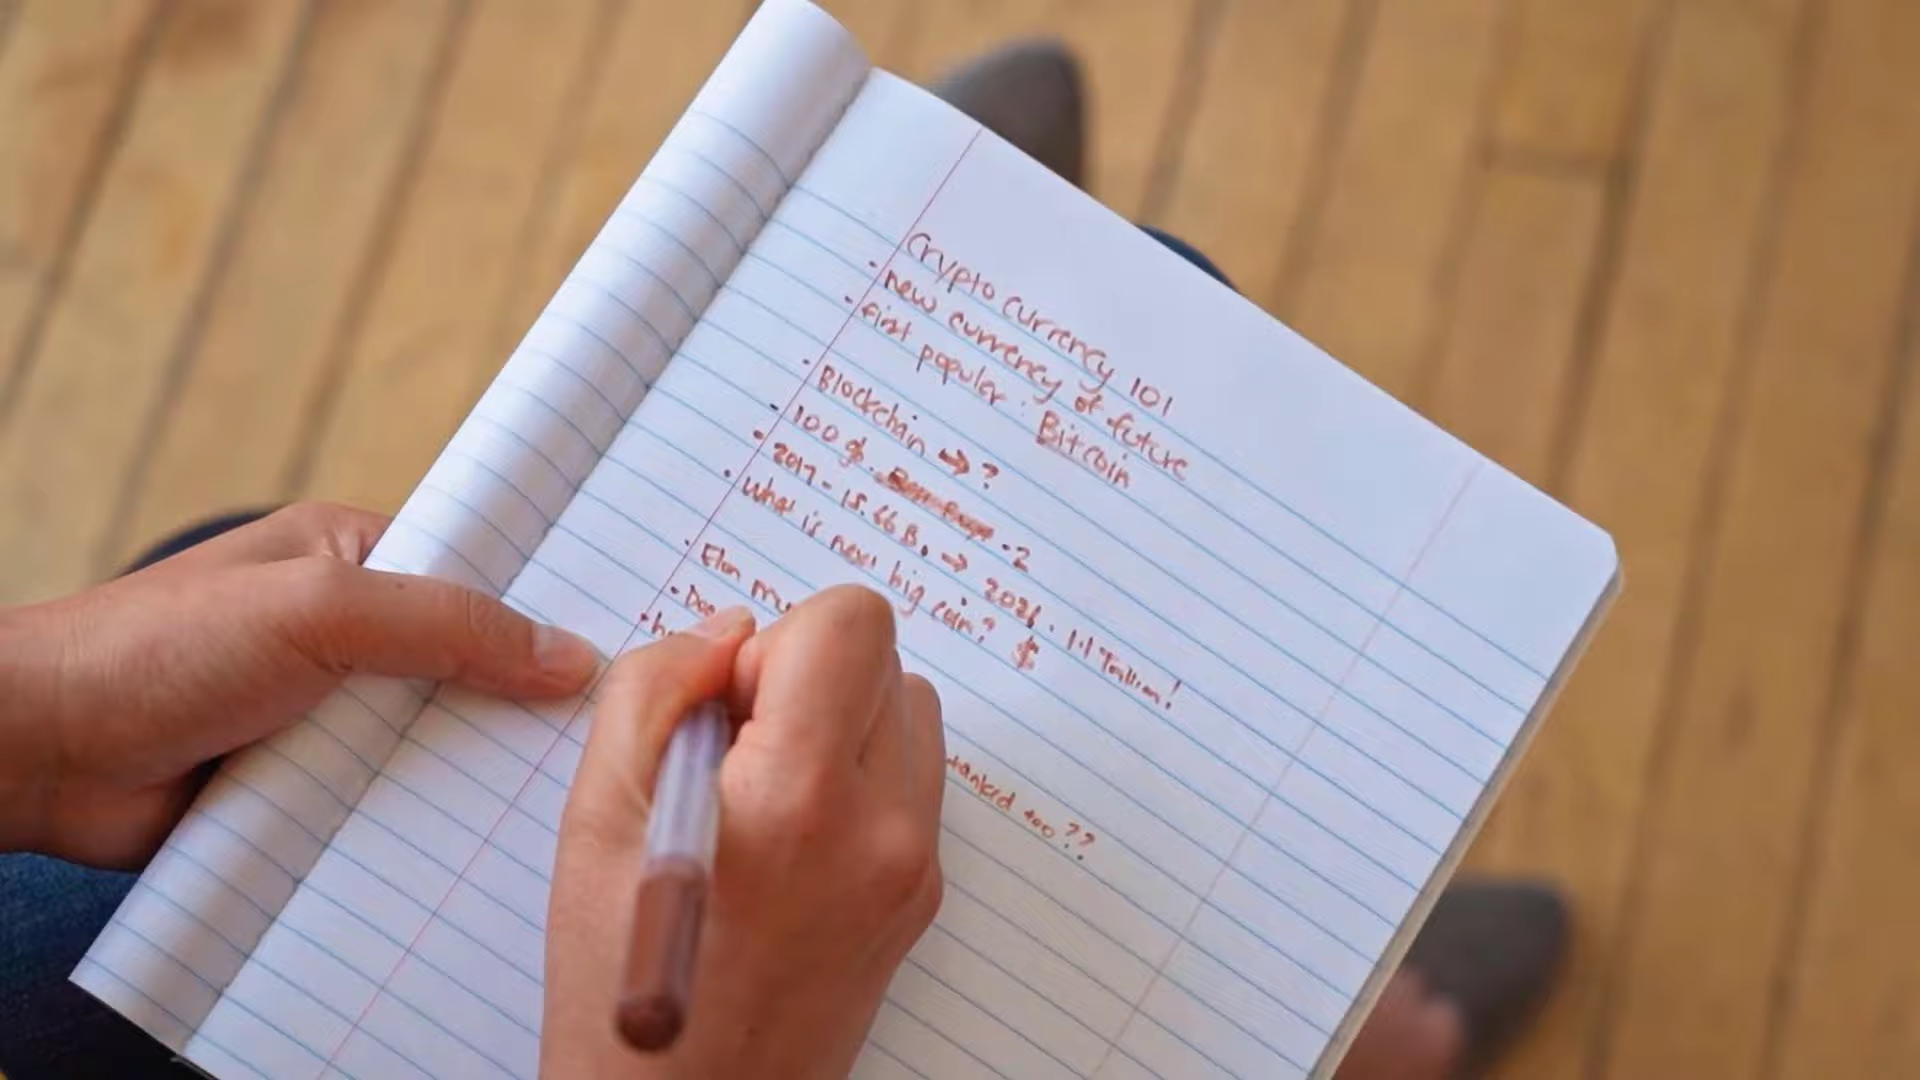 Crypto currency 101
· new currency of future
· first popular : Bitcoin
· Blockchain → ?
- 100 $. · 2
· 2017 - 15.66 B. → 2021 · 1.1 Trillion!
· What is next big coin? $
· Elon
tanked too ??